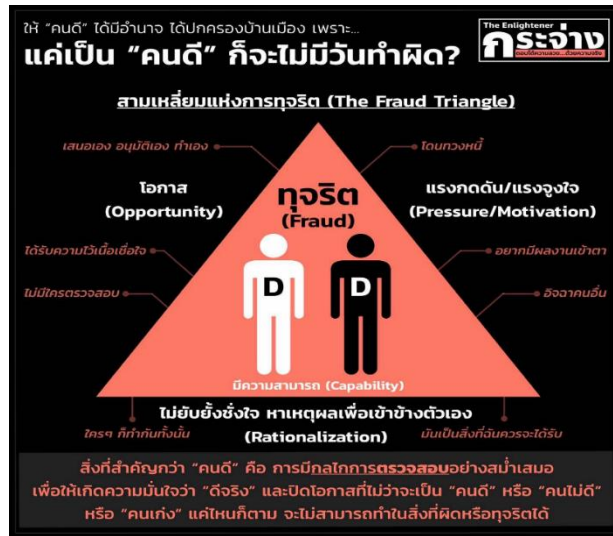 ให้ “คนดี” ได้มีอำนาจ ได้ปกครองบ้านเมือง เพราะ...
แค่เป็น “คนดี” ก็จะไม่มีวันทำผิด?
The Enlightener
กระจ่าง
สามเหลี่ยมแห่งการทุจริต (The Fraud Triangle)
เสนอเอง อนุมัติเอง ทำเอง
โดนทวงหนี้
โอกาส
(Opportunity)
ทุจริต
(Fraud)
แรงกดดัน/แรงจูงใจ
(Pressure/Motivation)
ได้รับความไว้เนื้อเชื่อใจ
อยากมีผลงานเข้าตา
ไม่มีใครตรวจสอบ
อิจฉาคนอื่น
D
D
มีความสามารถ (Capability)
ไม่ยับยั้งชั่งใจ หาเหตุผลเพื่อเข้าข้างตัวเอง
(Rationalization)
ใครๆ ก็ทำกันทั้งนั้น
มันเป็นสิ่งที่ฉันควรจะได้รับ
สิ่งที่สำคัญกว่า “คนดี” คือ การมีกลไกการตรวจสอบอย่างสม่ำเสมอ
เพื่อให้เกิดความมั่นใจว่า “ดีจริง” และปิดโอกาสที่ไม่ว่าจะเป็น “คนดี” หรือ “คนไม่ดี”
หรือ “คนเก่ง” แค่ไหนก็ตาม จะไม่สามารถทำในสิ่งที่ผิดหรือทุจริตได้